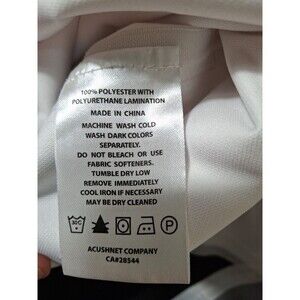 100% POLYESTER WITH
POLYURETHANE LAMINATION
MADE IN CHINA
MACHINE WASH COLD
WASH DARK COLORS
SEPARATELY.
DO NOT BLEACH OR USE
FABRIC SOFTENERS.
TUMBLE DRY LOW
REMOVE IMMEDIATELY
COOL IRON IF NECESSARY
MAY BE DRY CLEANED
30C P
ACUSHNET COMPANY
CA#28544